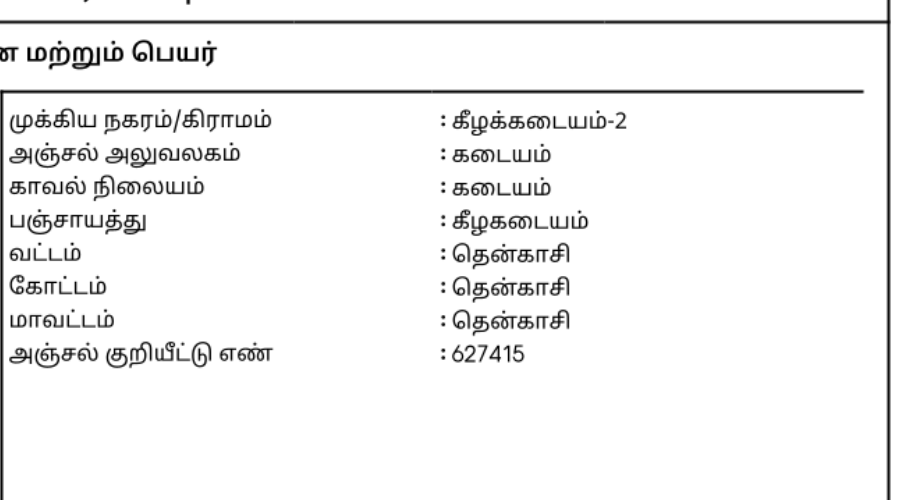 மற்றும் பெயர்
முக்கிய நகரம்/கிராமம் : கீழக்கடையம்-2
அஞ்சல் அலுவலகம் : கடையம்
காவல் நிலையம் : கடையம்
பஞ்சாயத்து : கீழகடையம்
வட்டம் : தென்காசி
கோட்டம் : தென்காசி
மாவட்டம் : தென்காசி
அஞ்சல் குறியீட்டு எண் : 627415